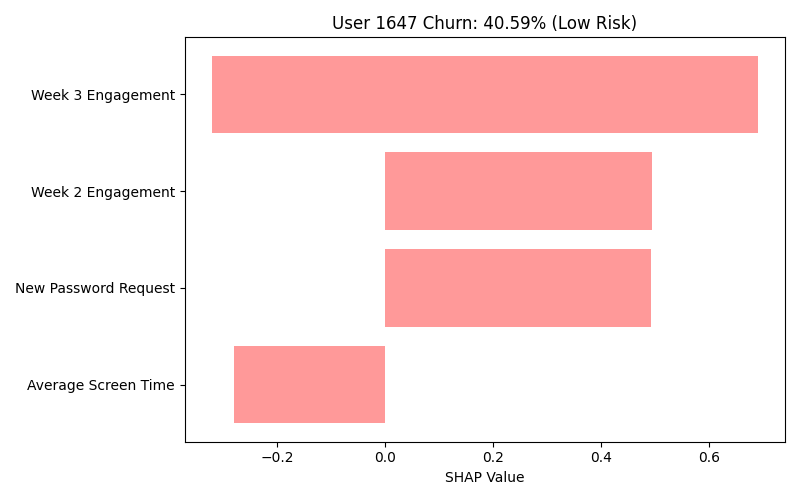 User 1647 Churn: 40.59% (Low Risk)
Week 3 Engagement
Week 2 Engagement
New Password Request
Average Screen Time
−0.2 0.0 0.2 0.4 0.6
SHAP Value